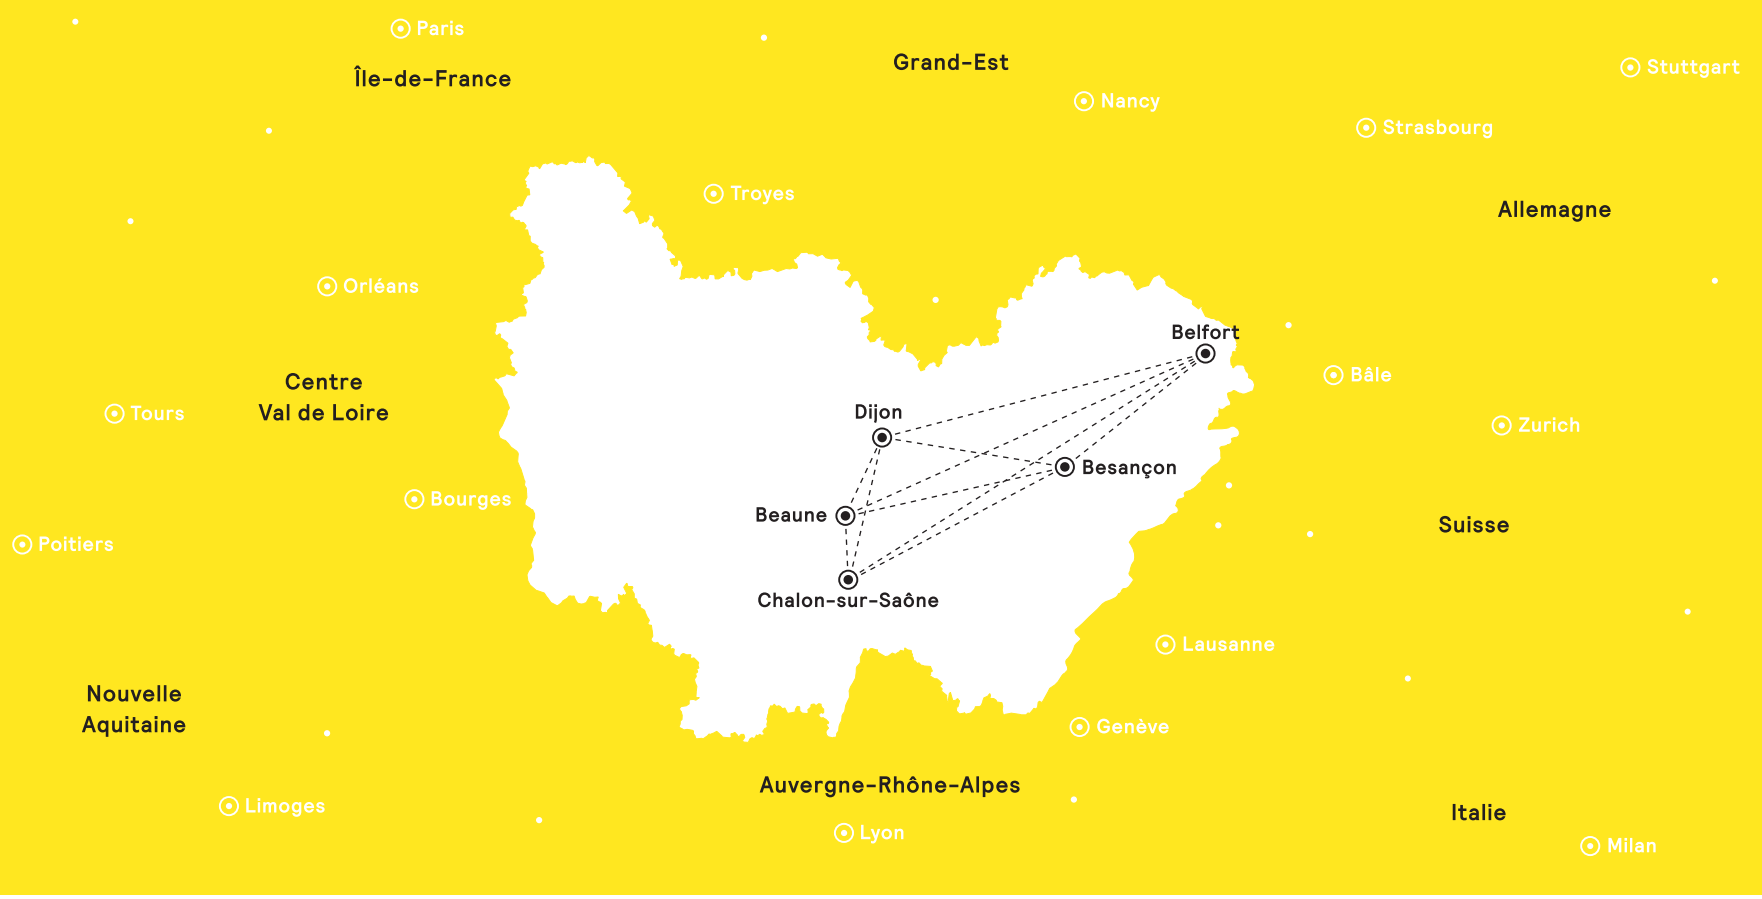 Paris
Île-de-France
Grand-Est
Stuttgart
Nancy
Strasbourg
Troyes
Allemagne
Orléans
Belfort
Centre
Val de Loire
Bâle
Tours
Dijon
Zurich
Besançon
Bourges
Beaune
Suisse
Poitiers
Chalon-sur-Saône
Lausanne
Nouvelle
Aquitaine
Genève
Auvergne-Rhône-Alpes
Limoges
Italie
Lyon
Milan